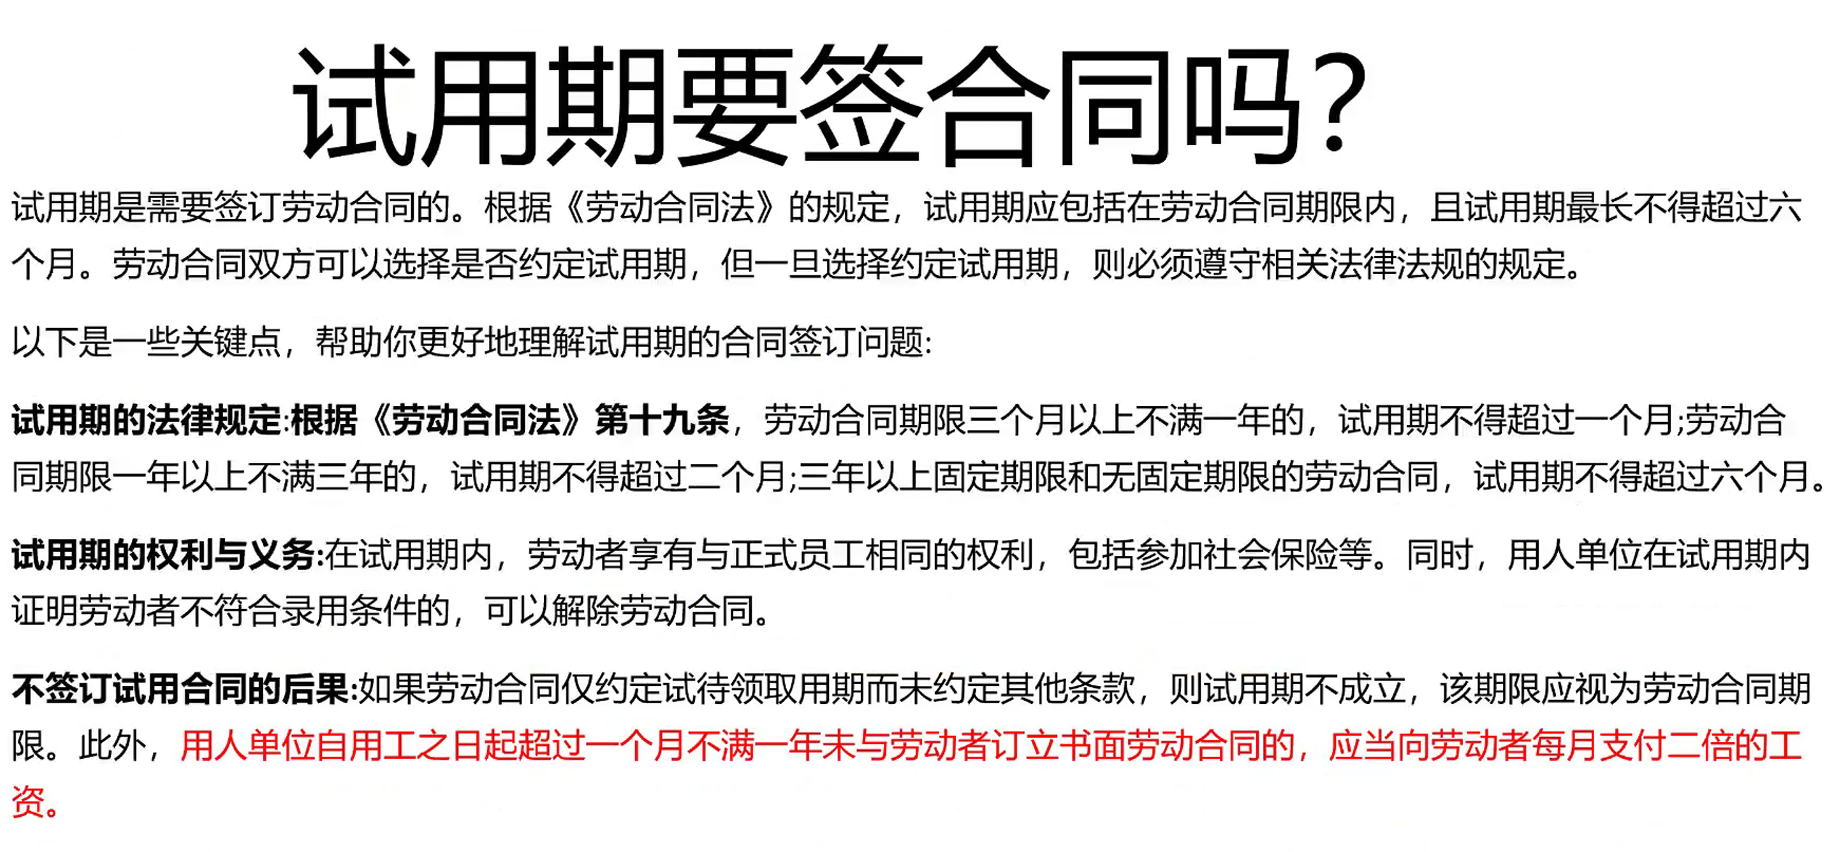 试用期要签合同吗？
试用期是需要签订劳动合同的。根据《劳动合同法》的规定，试用期应包括在劳动合同期限内，且试用期最长不得超过六
个月。劳动合同双方可以选择是否约定试用期，但一旦选择约定试用期，则必须遵守相关法律法规的规定。
以下是一些关键点，帮助你更好地理解试用期的合同签订问题:
试用期的法律规定:根据《劳动合同法》第十九条，劳动合同期限三个月以上不满一年的，试用期不得超过一个月;劳动合
同期限一年以上不满三年的，试用期不得超过二个月;三年以上固定期限和无固定期限的劳动合同，试用期不得超过六个月。
试用期的权利与义务:在试用期内，劳动者享有与正式员工相同的权利，包括参加社会保险等。同时，用人单位在试用期内
证明劳动者不符合录用条件的，可以解除劳动合同。
不签订试用合同的后果:如果劳动合同仅约定试待领取用期而未约定其他条款，则试用期不成立，该期限应视为劳动合同期
限。此外，用人单位自用工之日起超过一个月不满一年未与劳动者订立书面劳动合同的，应当向劳动者每月支付二倍的工
资。